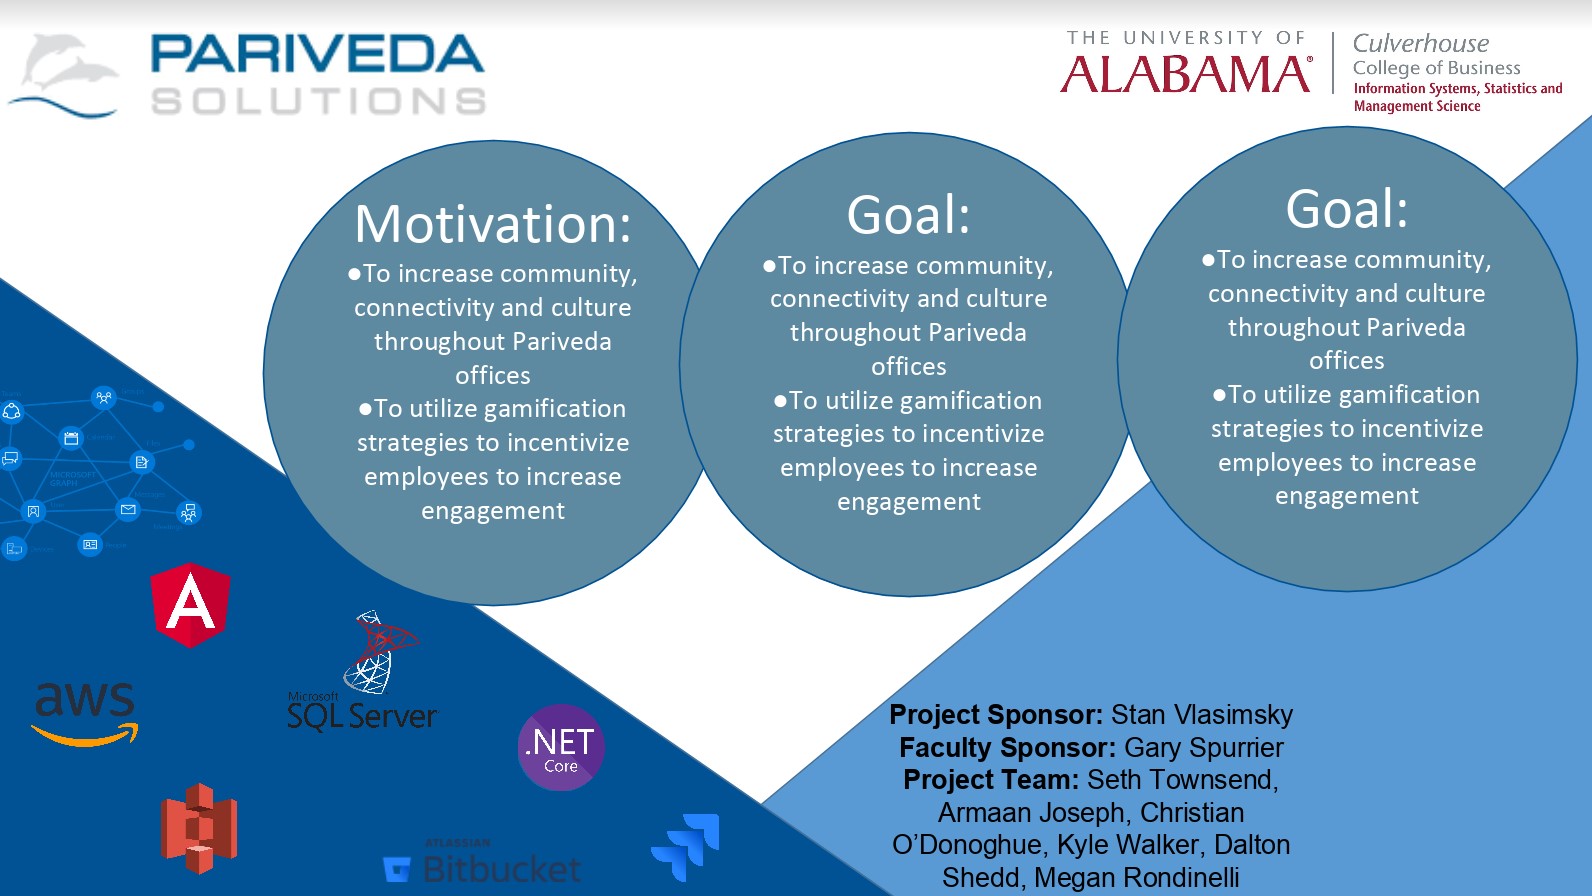 PARIVEDA
SOLUTIONS
THE UNIVERSITY OF
ALABAMA®
Culverhouse
College of Business
Information Systems, Statistics and
Management Science
Motivation:
●To increase community,
connectivity and culture
throughout Pariveda
offices
●To utilize gamification
strategies to incentivize
employees to increase
engagement
Goal:
●To increase community,
connectivity and culture
throughout Pariveda
offices
●To utilize gamification
strategies to incentivize
employees to increase
engagement
Goal:
●To increase community,
connectivity and culture
throughout Pariveda
offices
●To utilize gamification
strategies to incentivize
employees to increase
engagement
MICROSOFT
GRAPH
A
aws
Microsoft
SQL Server
.NET
Core
ATLASSIAN
Bitbucket
Project Sponsor: Stan Vlasimsky
Faculty Sponsor: Gary Spurrier
Project Team: Seth Townsend,
Armaan Joseph, Christian
O’Donoghue, Kyle Walker, Dalton
Shedd, Megan Rondinelli